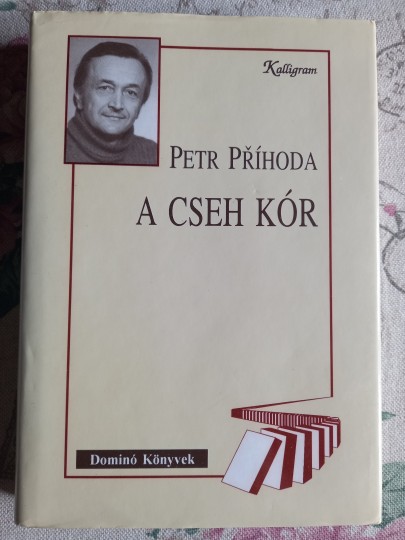 Kalligram
PETR PŘÍHODA
A CSEH KÓR
Dominó Könyvek